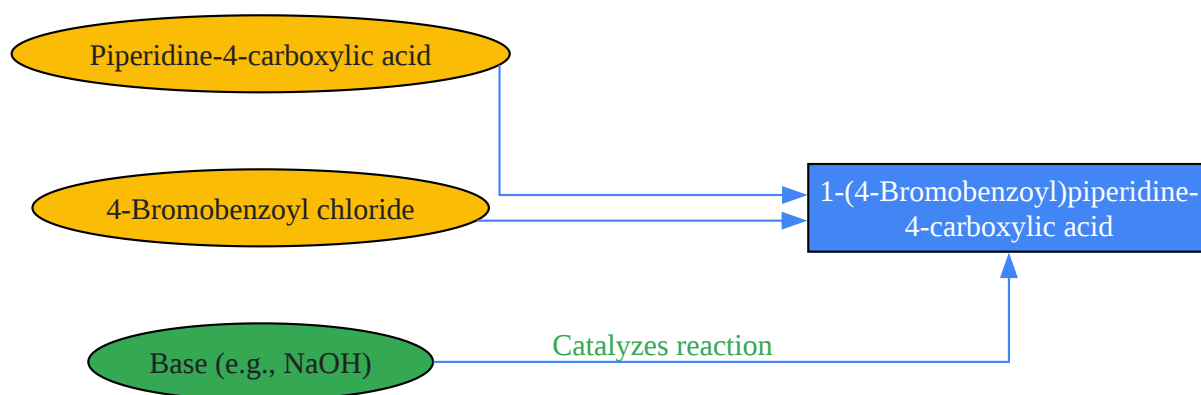 Piperidine-4-carboxylic acid
4-Bromobenzoyl chloride
1-(4-Bromobenzoyl)piperidine-
4-carboxylic acid
Catalyzes reaction
Base (e.g., NaOH)